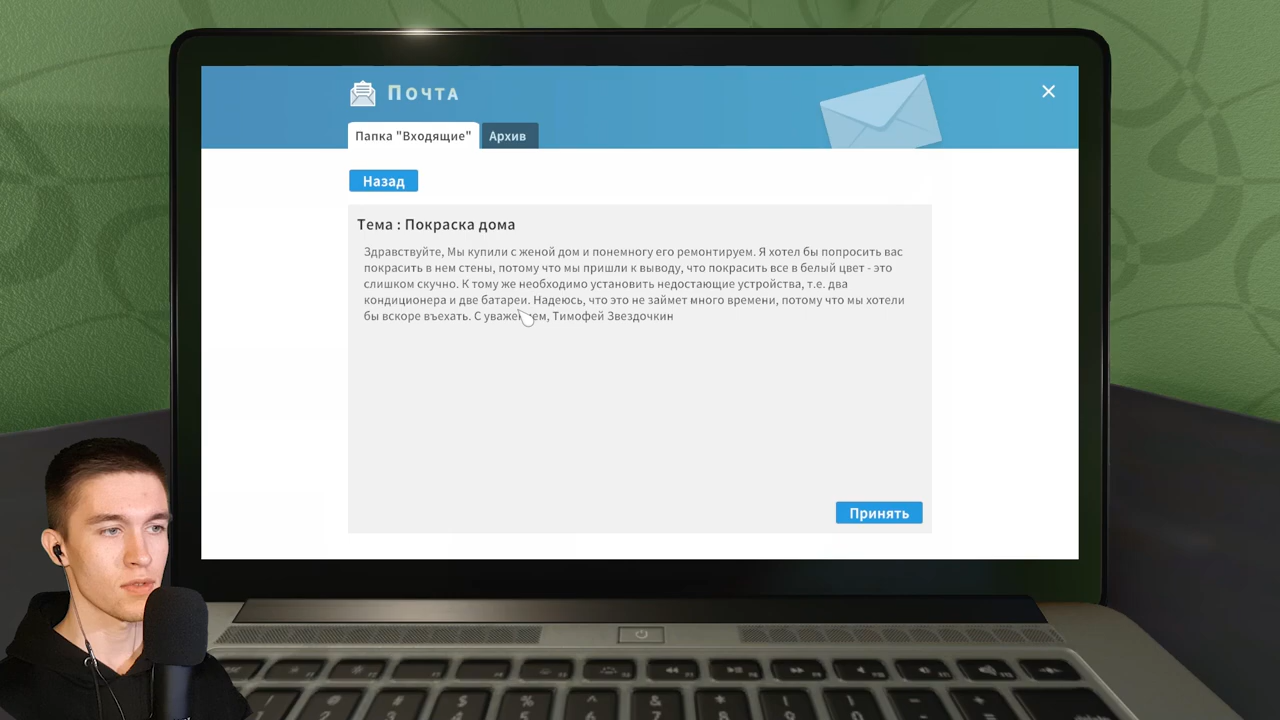 Почта
Папка "Входящие" Архив
Назад
Тема : Покраска дома
Здравствуйте, Мы купили с женой дом и понемногу его ремонтируем. Я хотел бы попросить вас
покрасить в нем стены, потому что мы пришли к выводу, что покрасить все в белый цвет - это
слишком скучно. К тому же необходимо установить недостающие устройства, т.е. два
кондиционера и две батареи. Надеюсь, что это не займет много времени, потому что мы хотели
бы вскоре въехать. С уважением, Тимофей Звездочкин
Принять